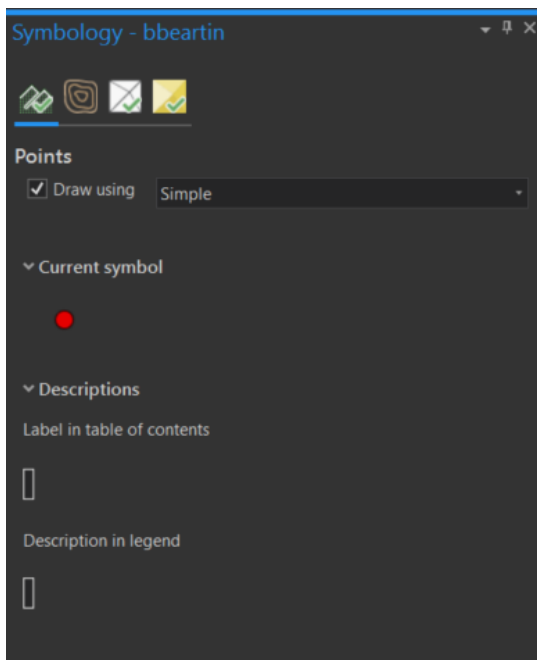 Symbology - bbeartin
Points
Draw using Simple
Current symbol
Descriptions
Label in table of contents
Description in legend